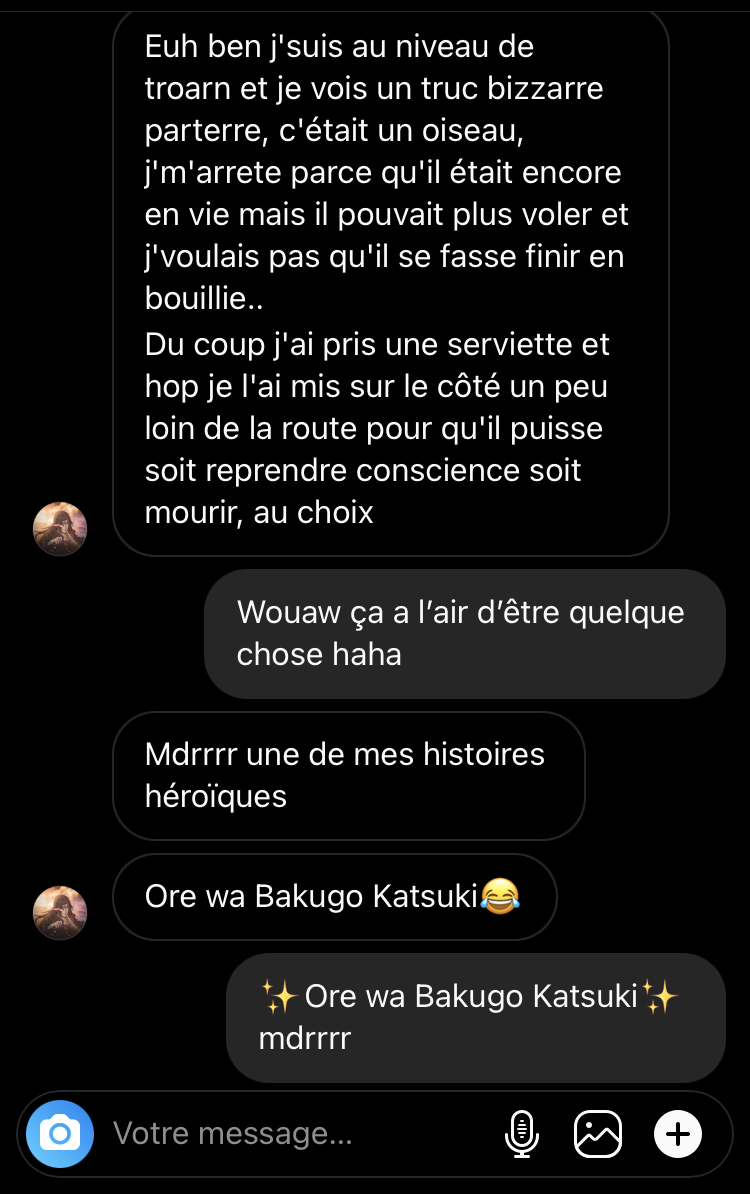 Euh ben j'suis au niveau de
troarn et je vois un truc bizzarre
parterre, c'était un oiseau,
j'm'arrete parce qu'il était encore
en vie mais il pouvait plus voler et
j'voulais pas qu'il se fasse finir en
bouillie..
Du coup j'ai pris une serviette et
hop je l'ai mis sur le côté un peu
loin de la route pour qu'il puisse
soit reprendre conscience soit
mourir, au choix
Wouaw ça a l’air d’être quelque
chose haha
Mdrrrr une de mes histoires
héroïques
Ore wa Bakugo Katsuki😂
✨Ore wa Bakugo Katsuki✨
mdrrrr
Votre message...